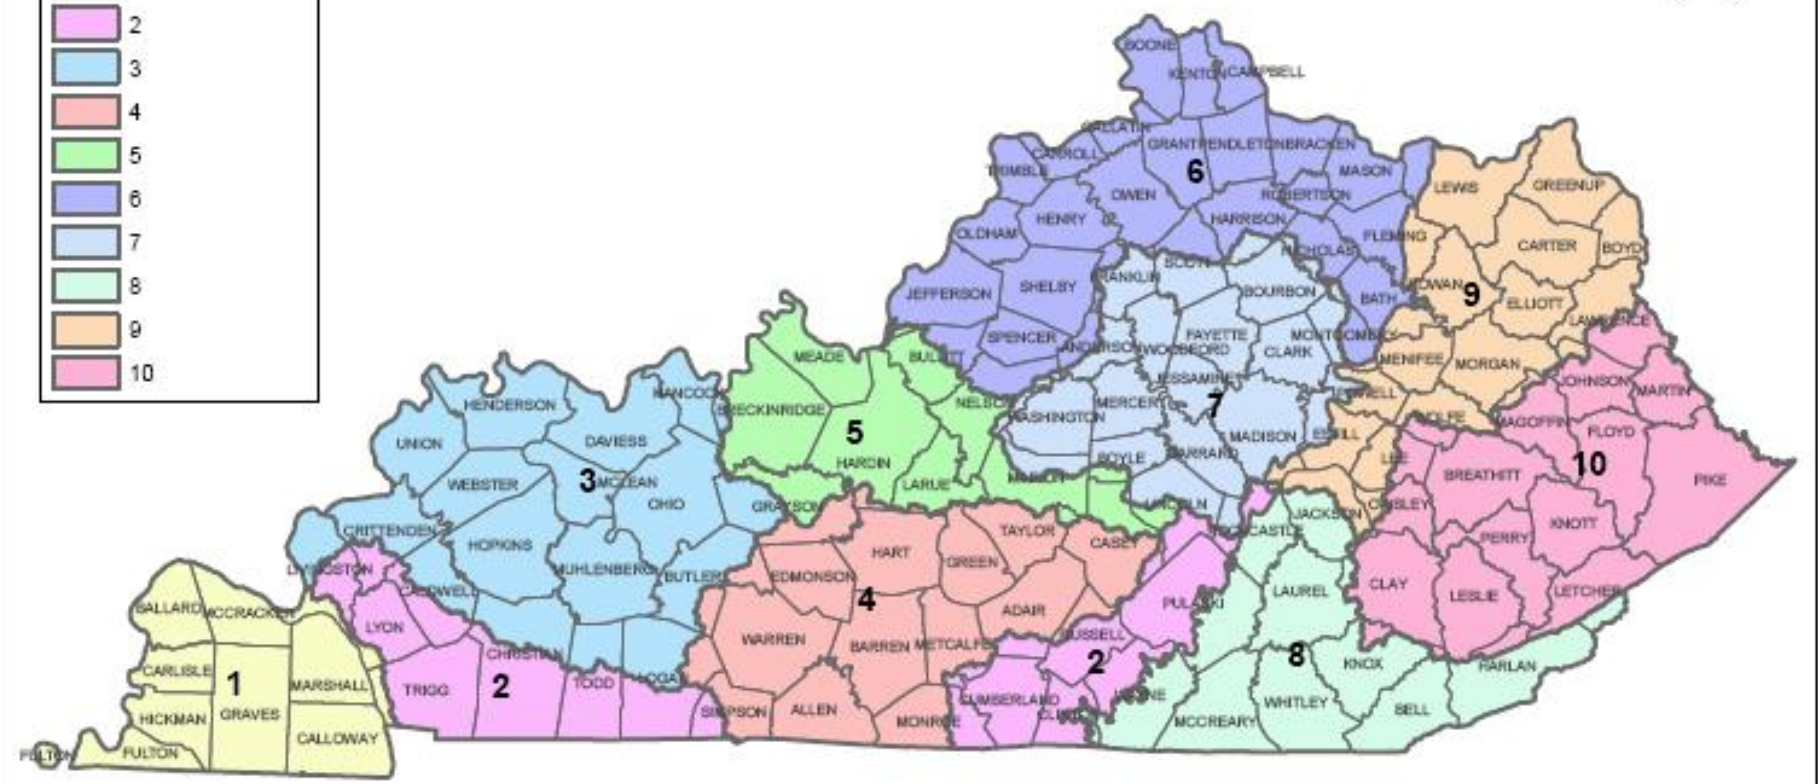 2
3
4
5
6
7
8
9
10
BOONE
KENTON
CAMPBELL
GALLATIN
GRANT
PENDLETON
BRACKEN
CARROLL
TRIMBLE
6
MASON
OWEN
ROBERTSON
LEWIS
GREENUP
HENRY
HARRISON
OLDHAM
FLEMING
NICHOLAS
CARTER
BOYD
SCOTT
FRANKLIN
JEFFERSON
SHELBY
BOURBON
BATH
ROWAN
9
ELLIOTT
LAWRENCE
SPENCER
FAYETTE
MONTGOMERY
ANDERSON
WOODFORD
CLARK
MEADE
BULLITT
MENIFEE
MORGAN
JESSAMINE
JOHNSON
MARTIN
HANCOCK
HENDERSON
BRECKINRIDGE
NELSON
WASHINGTON
MERCER
7
POWELL
WOLFE
MAGOFFIN
FLOYD
UNION
DAVIESS
5
MADISON
ESTILL
BOYLE
GARRARD
HARDIN
LEE
10
WEBSTER
3
MCLEAN
LARUE
MARION
BREATHITT
PIKE
OHIO
GRAYSON
LINCOLN
OWSLEY
JACKSON
CRITTENDEN
TAYLOR
ROCKCASTLE
KNOTT
HOPKINS
HART
GREEN
CASEY
PERRY
LIVINGSTON
MUHLENBERG
BUTLER
EDMONSON
CALDWELL
LAUREL
CLAY
LESLIE
LETCHER
BALLARD
MCCRACKEN
4
ADAIR
PULASKI
LYON
WARREN
BARREN
METCALFE
RUSSELL
CHRISTIAN
2
8
KNOX
HARLAN
CARLISLE
1
MARSHALL
TRIGG
2
TODD
LOGAN
CUMBERLAND
CLINTON
WAYNE
WHITLEY
BELL
HICKMAN
GRAVES
SIMPSON
ALLEN
MONROE
MCCREARY
CALLOWAY
FULTON
FULTON